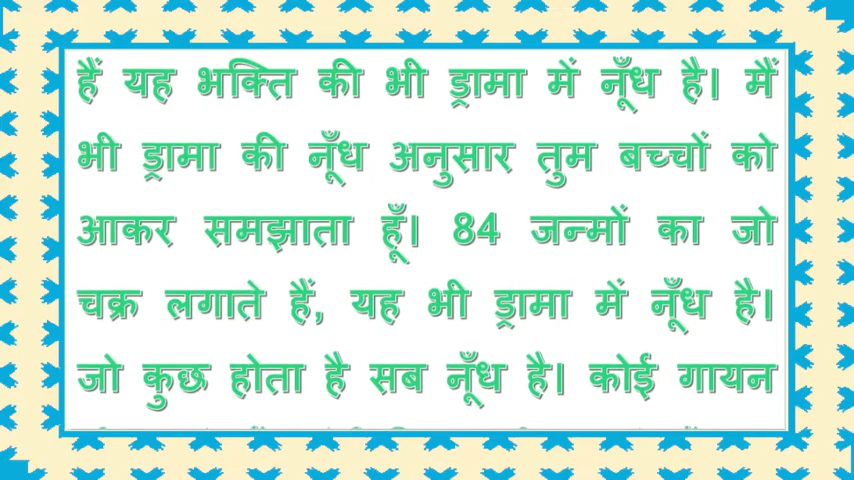 हैं यह भक्ति की भी ड्रामा में नूँध है। मैं
भी ड्रामा की नूँध अनुसार तुम बच्चों को
आकर समझाता हूँ। 84 जन्मों का जो
चक्र लगाते हैं, यह भी ड्रामा में नूँध है।
जो कुछ होता है सब नूँध है। कोई गायन